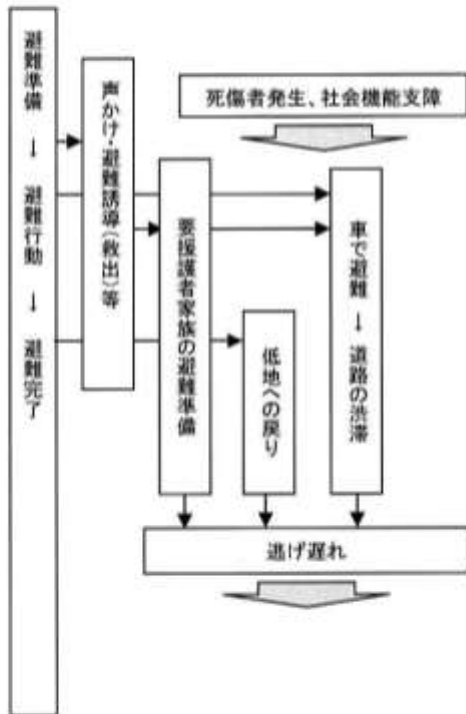 避難準備 → 避難行動 → 避難完了
声かけ・避難誘導(救出)等
死傷者発生、社会機能支障
要援護者家族の避難準備
低地への戻り
車で避難 → 道路の渋滞
逃げ遅れ